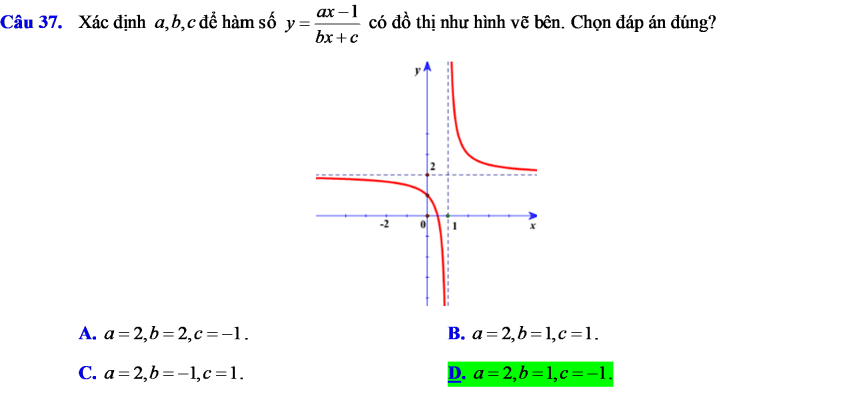 Câu 37. Xác định a,b,c để hàm số y = \frac{ax-1}{bx+c} có đồ thị như hình vẽ bên. Chọn đáp án đúng?
y
2
-2 0 1 x
A. a=2,b=2,c=-1. B. a=2,b=1,c=1.
C. a=2,b=-1,c=1. D. a=2,b=1,c=-1.